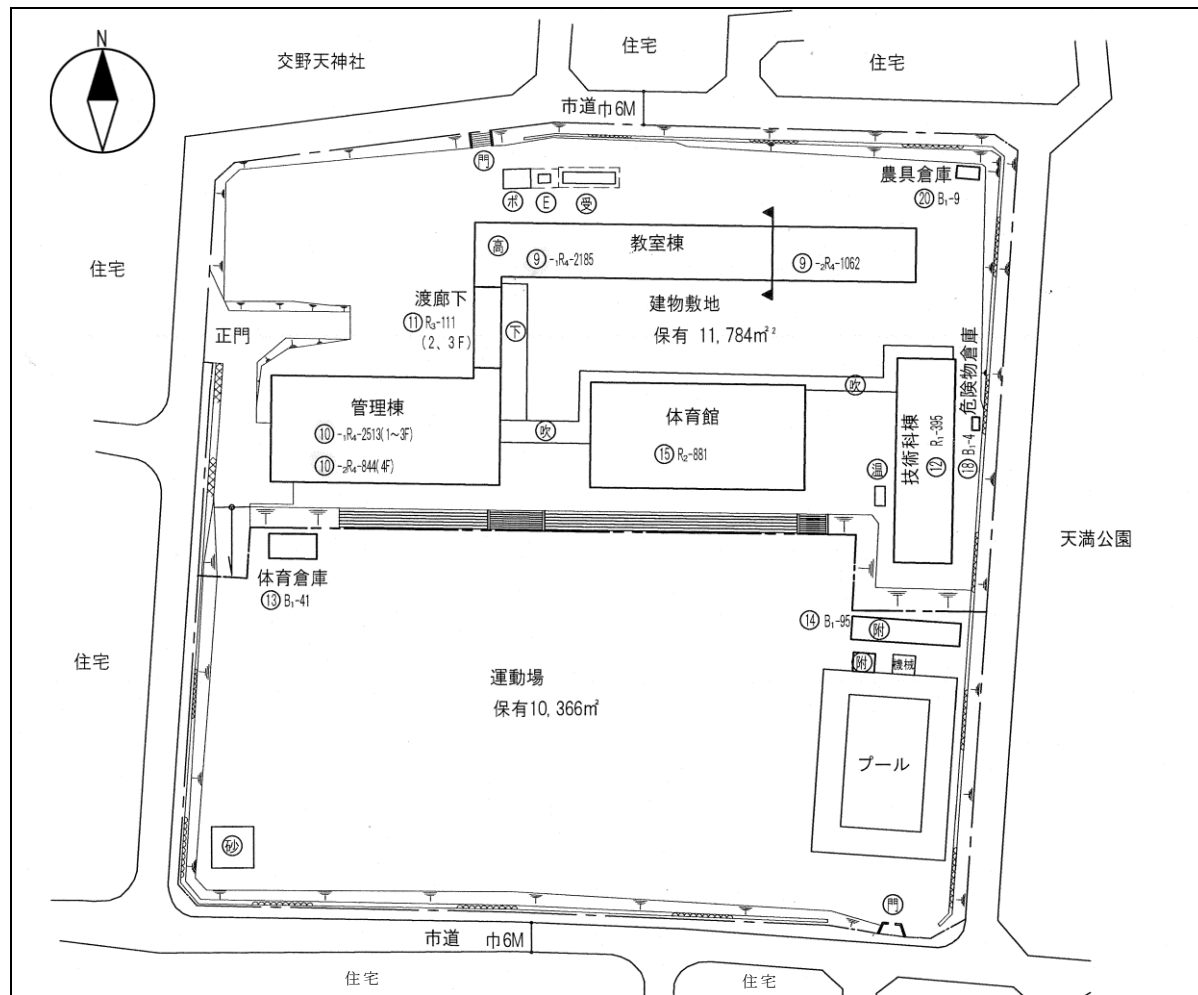 N
交野天神社
住宅
住宅
市道巾6M
門
農具倉庫
⑳ B₁-9
ポ
E
受
高
教室棟
⑨ -₁R₄-2185
⑨ -₂R₄-1062
住宅
渡廊下
⑪ R₃-111
(2、3F)
下
建物敷地
保有 11,784m²
正門
管理棟
⑩ -₁R₄-2513(1~3F)
⑩ -₂R₄-844(4F)
吹
体育館
⑮ R₂-881
吹
温
技術科棟
⑫ R₁-395
危険物倉庫
⑱ B₁-4
天満公園
体育倉庫
⑬ B₁-41
⑭ B₁-95
附
附
機械
住宅
運動場
保有10,366m²
プール
砂
門
市道 巾6M
住宅
住宅